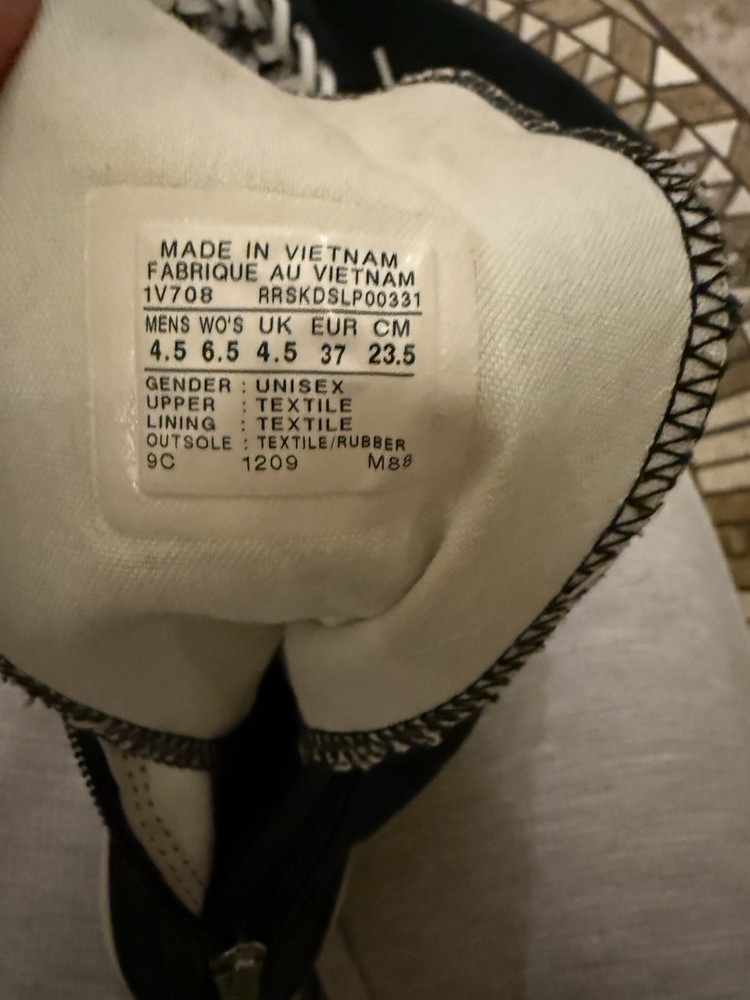 MADE IN VIETNAM
FABRIQUE AU VIETNAM
1V708 RRSKDSLP00331
MENS WO'S UK EUR CM
4.5 6.5 4.5 37 23.5
GENDER : UNISEX
UPPER : TEXTILE
LINING : TEXTILE
OUTSOLE : TEXTILE/RUBBER
9C 1209 M88